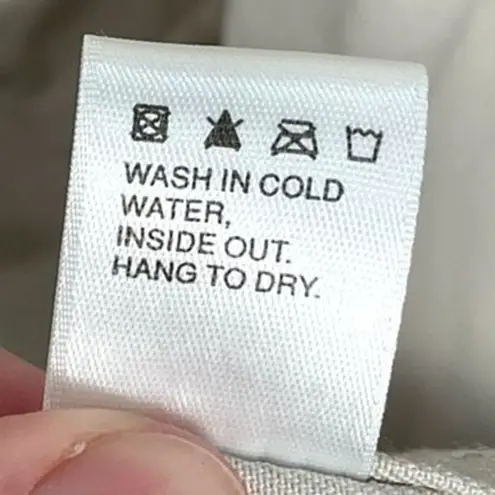 WASH IN COLD
WATER,
INSIDE OUT.
HANG TO DRY.